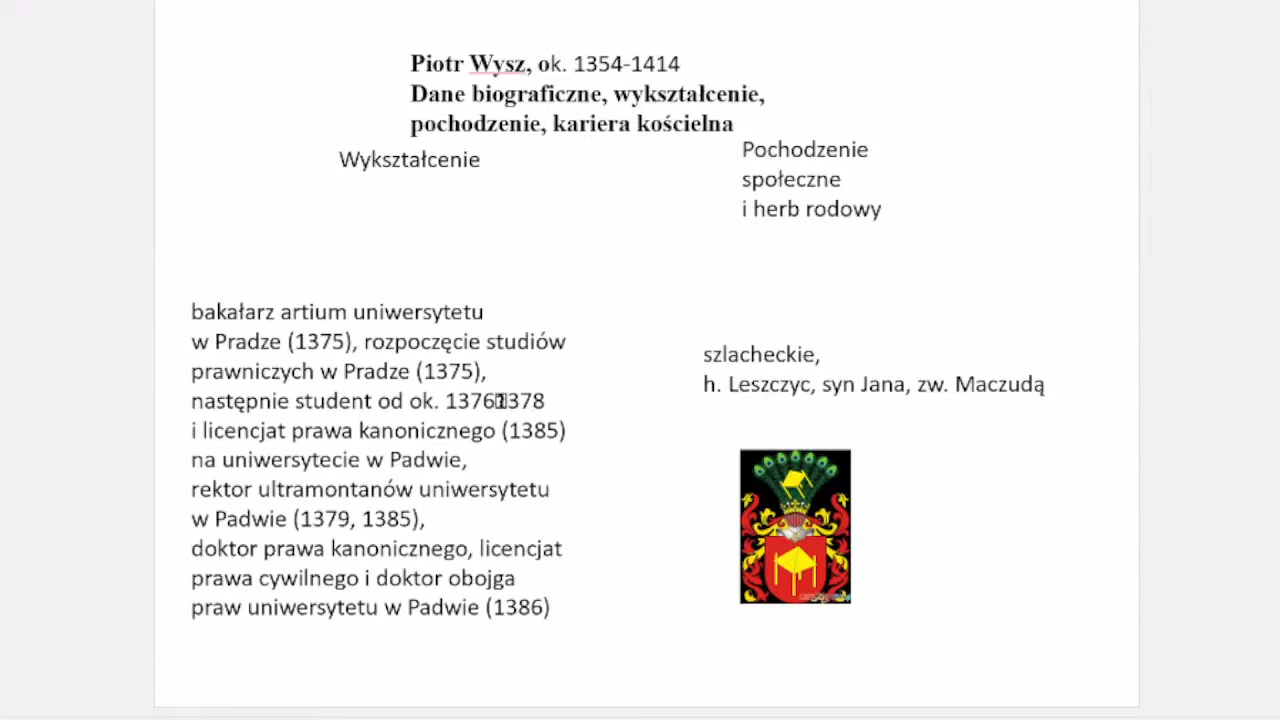 Piotr Wysz, ok. 1354-1414
Dane biograficzne, wykształcenie,
pochodzenie, kariera kościelna
Wykształcenie
Pochodzenie
społeczne
i herb rodowy
bakałarz artium uniwersytetu
w Pradze (1375), rozpoczęcie studiów
prawniczych w Pradze (1375),
następnie student od ok. 1376 1378
i licencjat prawa kanonicznego (1385)
na uniwersytecie w Padwie,
rektor ultramontanów uniwersytetu
w Padwie (1379, 1385),
doktor prawa kanonicznego, licencjat
prawa cywilnego i doktor obojga
praw uniwersytetu w Padwie (1386)
szlacheckie,
h. Leszczyc, syn Jana, zw. Maczudą